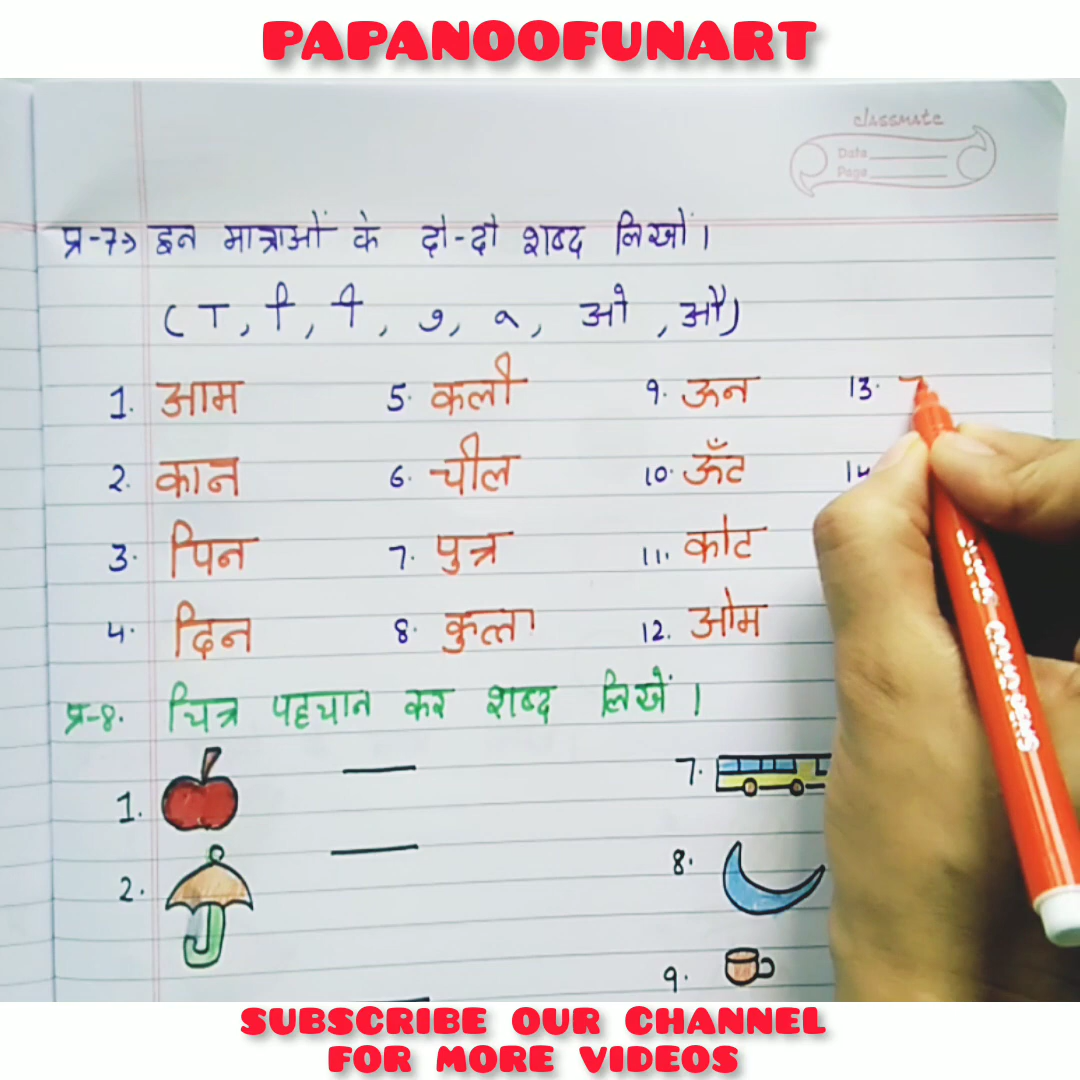 PAPANOOFUNART
classmate
Date
Page
प्र-7→ इन मात्राओं के दो-दो शब्द लिखों।
( ा, ि, ी, ु, ू, ओ, औ)
1. आम 5. कली 9. ऊन 13.
2. कान 6. चील 10. ऊँट 14
3. पिन 7. पुत्र 11. कोट
4. दिन 8. कुत्ता 12. ओम
प्र-8. चित्र पहचान कर शब्द लिखें।
1. 7.
2. 8.
9.
SUBSCRIBE OUR CHANNEL
FOR MORE VIDEOS